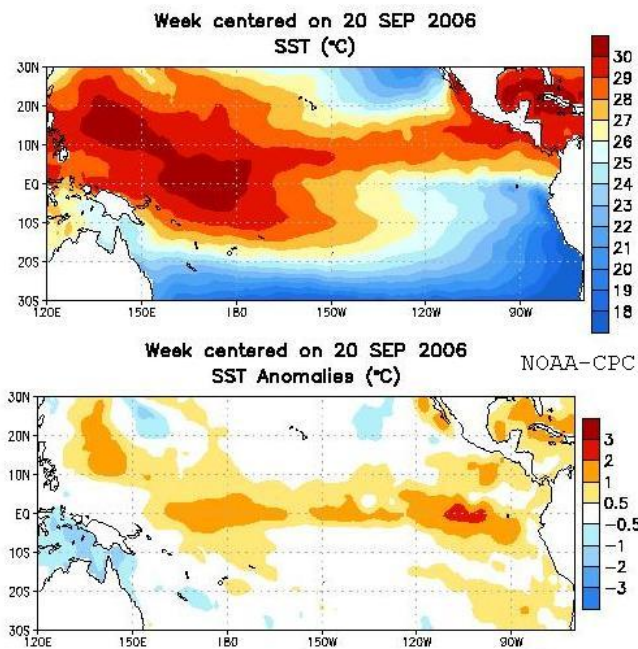 Week centered on 20 SEP 2006
SST (°C)
30N
20N
10N
EQ
10S
20S
30S
120E 150E 180 150W 120W 90W
30
29
28
27
26
25
24
23
22
21
20
19
18
Week centered on 20 SEP 2006
NOAA-CPC
SST Anomalies (°C)
30N
20N
10N
EQ
10S
20S
30S
120E 150E 180 150W 120W 90W
3
2
1
0.5
-0.5
-1
-2
-3